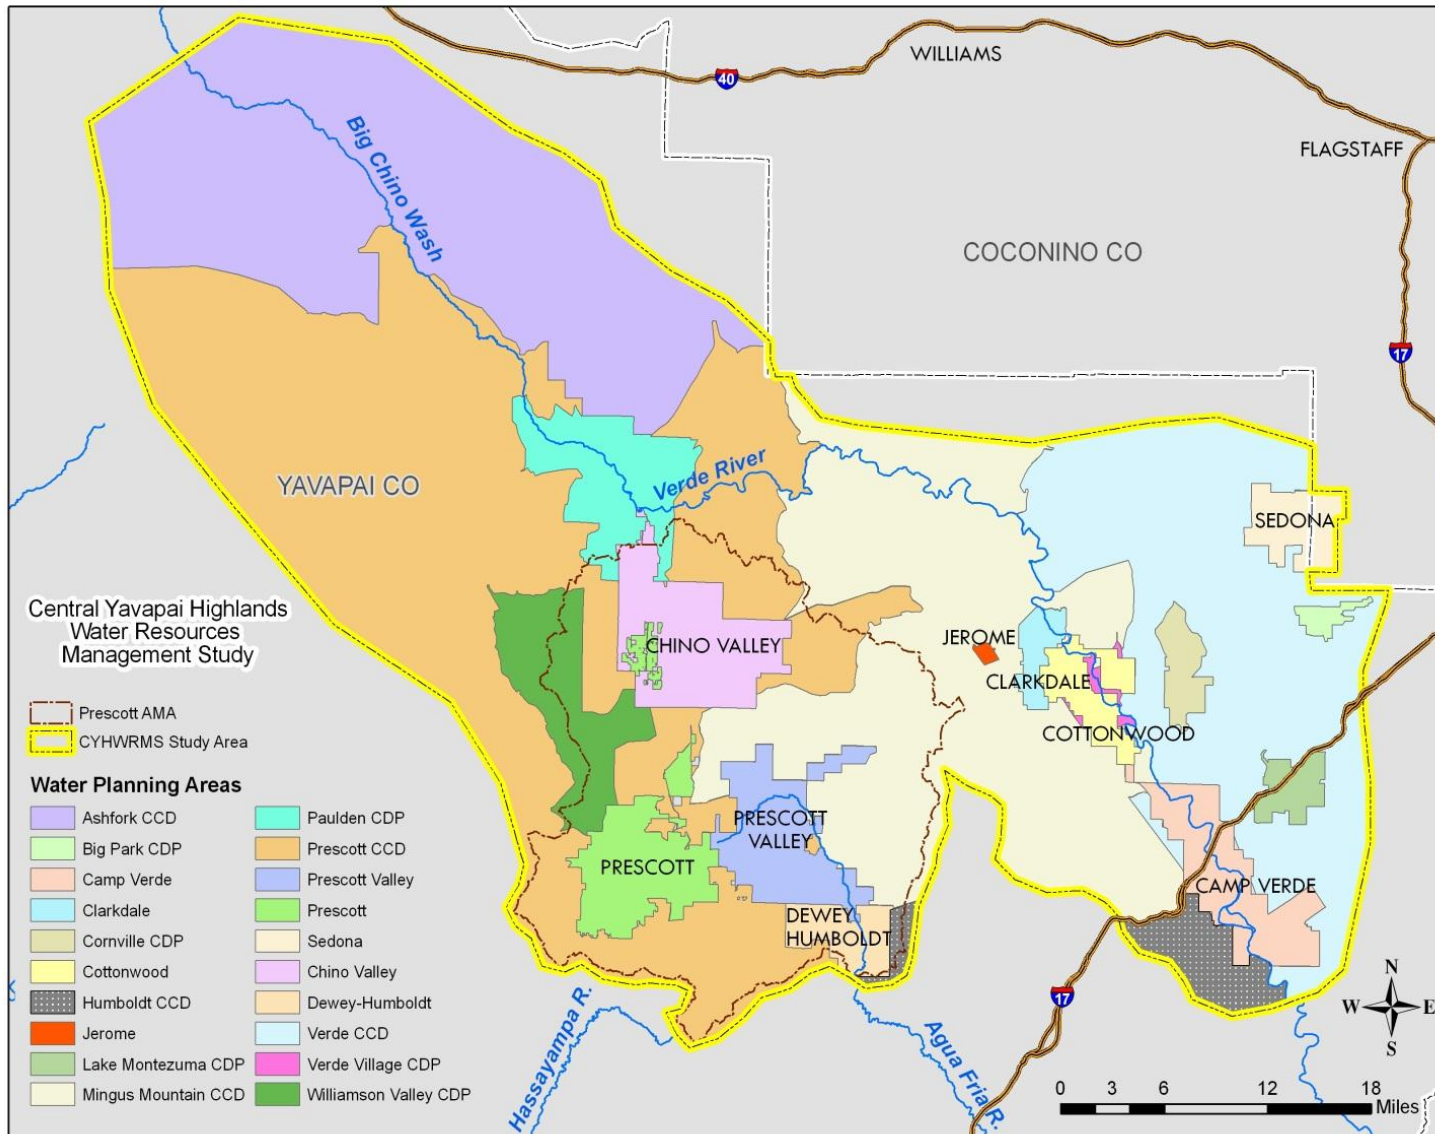 WILLIAMS
40
FLAGSTAFF
Big Chino Wash
COCONINO CO
17
YAVAPAI CO
Verde River
SEDONA
Central Yavapai Highlands
Water Resources
Management Study
CHINO VALLEY
JEROME
CLARKDALE
COTTONWOOD
Prescott AMA
CYHWRMS Study Area
Water Planning Areas
Ashfork CCD
Big Park CDP
Camp Verde
Clarkdale
Cornville CDP
Cottonwood
Humboldt CCD
Jerome
Lake Montezuma CDP
Mingus Mountain CCD
Paulden CDP
Prescott CCD
Prescott Valley
Prescott
Sedona
Chino Valley
Dewey-Humboldt
Verde CCD
Verde Village CDP
Williamson Valley CDP
PRESCOTT
VALLEY
PRESCOTT
CAMP VERDE
DEWEY
HUMBOLDT
Hassayampa R.
Agua Fria R.
17
N
W E
S
0 3 6 12 18
Miles